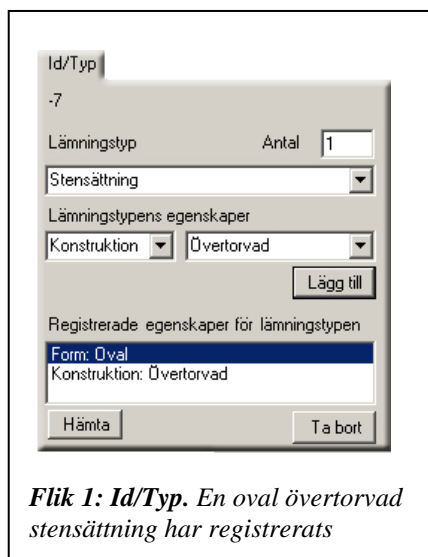 Id/Typ
-7
Lämningstyp Antal 1
Stensättning
Lämningstypens egenskaper
Konstruktion Övertorvad
Lägg till
Registrerade egenskaper för lämningstypen
Form: Oval
Konstruktion: Övertorvad
Hämta Ta bort
Flik 1: Id/Typ. En oval övertorvad
stensättning har registrerats